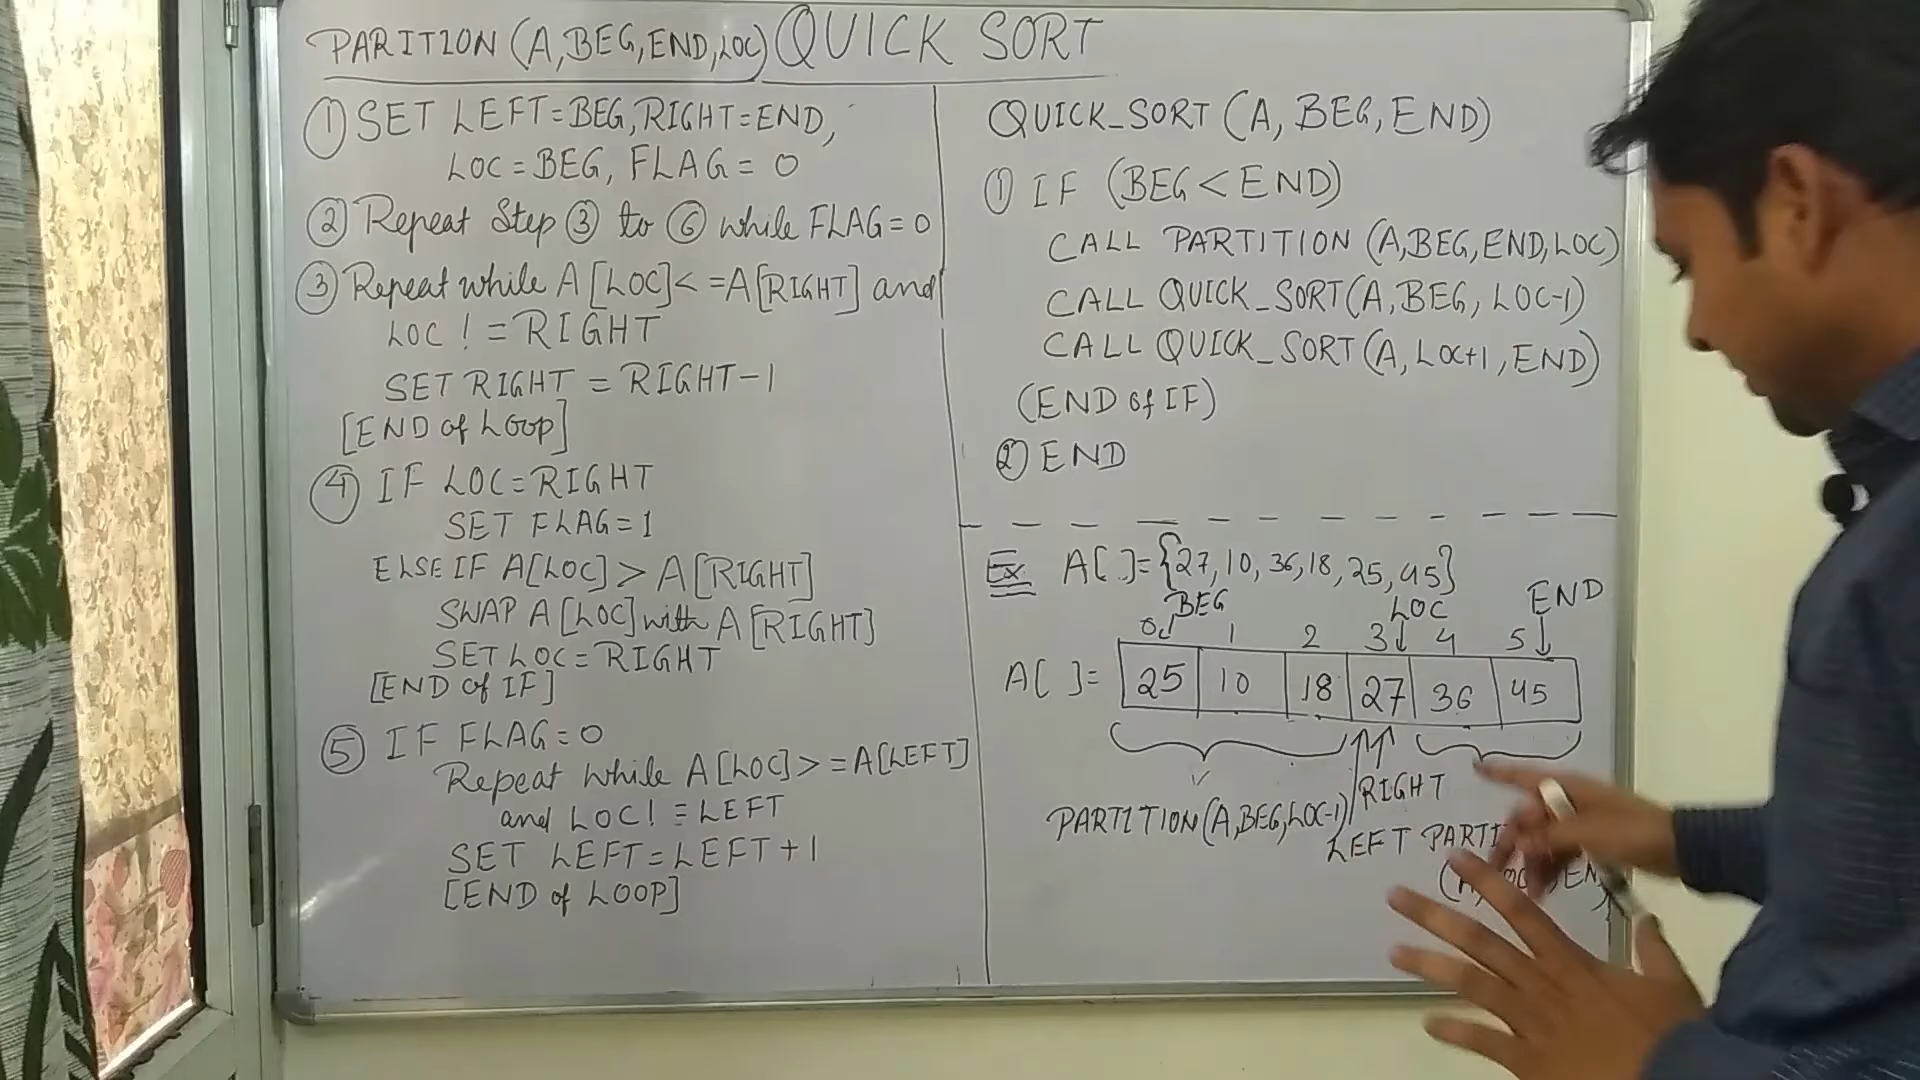 PARITION (A,BEG,END,LOC) QUICK SORT
① SET LEFT=BEG, RIGHT=END,
LOC=BEG, FLAG=0
② Repeat Step ③ to ⑥ while FLAG=0
③ Repeat while A[LOC]<=A[RIGHT] and
LOC!=RIGHT
SET RIGHT=RIGHT-1
[END of LOOP]
④ IF LOC=RIGHT
SET FLAG=1
ELSE IF A[LOC]>A[RIGHT]
SWAP A[LOC] with A[RIGHT]
SET LOC=RIGHT
[END of IF]
⑤ IF FLAG=0
Repeat while A[LOC]>=A[LEFT]
and LOC!=LEFT
SET LEFT=LEFT+1
[END of LOOP]
QUICK_SORT (A, BEG, END)
① IF (BEG<END)
CALL PARTITION (A,BEG,END,LOC)
CALL QUICK_SORT(A,BEG, LOC-1)
CALL QUICK_SORT(A, LOC+1, END)
(END of IF)
② END
Ex A[ ]={27,10,36,18,25,45}
BEG LOC END
0 1 2 3 4 5
A[ ]= 25 10 18 27 36 45
RIGHT
PARTITION(A,BEG,LOC-1)
LEFT